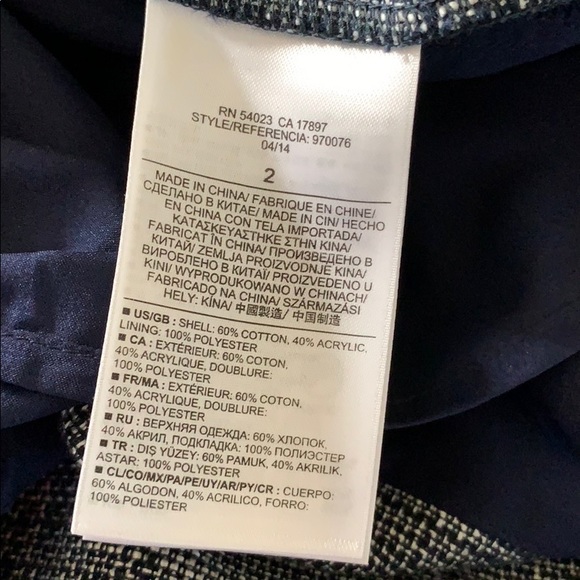 RN 54023 CA 17897
STYLE/REFERENCIA: 970076
04/14
2
MADE IN CHINA/ FABRIQUE EN CHINE/
СДЕЛАНО В КИТАЕ/ MADE IN CIN/ HECHO
EN CHINA CON TELA IMPORTADA/
ΚΑΤΑΣΚΕΥΑΣΤΗΚΕ ΣΤΗΝ ΚΙΝΑ/
FABRICAT ÎN CHINA/ ПРОИЗВЕДЕНО В
КИТАЙ/ ZEMLJA PROIZVODNJE KINA/
ВИРОБЛЕНО В КИТАЇ/ PROIZVEDENO U
KINI/ WYPRODUKOWANO W CHINACH/
FABRICADO NA CHINA/ SZÁRMAZÁSI
HELY: KÍNA/ 中國製造/ 中国制造
■ US/GB : SHELL: 60% COTTON, 40% ACRYLIC,
LINING: 100% POLYESTER
■ CA : EXTÉRIEUR: 60% COTON,
40% ACRYLIQUE, DOUBLURE:
100% POLYESTER
■ FR/MA : EXTÉRIEUR: 60% COTON,
40% ACRYLIQUE, DOUBLURE:
100% POLYESTER
■ RU : ВЕРХНЯЯ ОДЕЖДА: 60% ХЛОПОК,
40% АКРИЛ, ПОДКЛАДКА: 100% ПОЛИЭСТЕР
■ TR : DIŞ YÜZEY: 60% PAMUK, 40% AKRİLİK,
ASTAR: 100% POLYESTER
■ CL/CO/MX/PA/PE/UY/AR/PY/CR : CUERPO:
60% ALGODON, 40% ACRILICO, FORRO:
100% POLIESTER